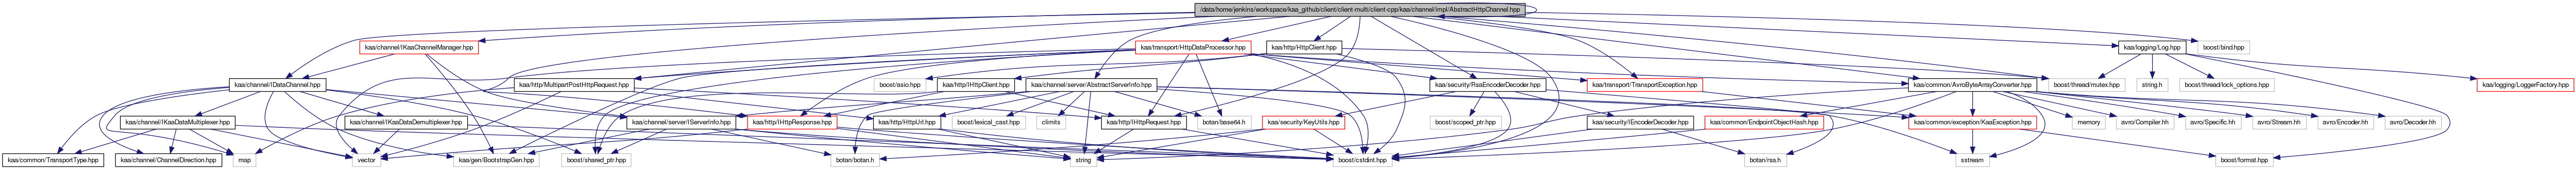 /data/home/jenkins/workspace/kaa_github/client/client-multi/client-cpp/kaa/channel/impl/AbstractHttpChannel.hpp
kaa/channel/IKaaChannelManager.hpp
kaa/transport/HttpDataProcessor.hpp
kaa/http/HttpClient.hpp
kaa/logging/Log.hpp
boost/bind.hpp
kaa/channel/IDataChannel.hpp
kaa/http/MultipartPostHttpRequest.hpp
boost/asio.hpp
kaa/http/IHttpClient.hpp
kaa/channel/server/AbstractServerInfo.hpp
kaa/security/RsaEncoderDecoder.hpp
kaa/transport/TransportException.hpp
kaa/common/AvroByteArrayConverter.hpp
boost/thread/mutex.hpp
string.h
boost/thread/lock_options.hpp
kaa/logging/LoggerFactory.hpp
kaa/channel/IKaaDataMultiplexer.hpp
kaa/channel/IKaaDataDemultiplexer.hpp
kaa/channel/server/IServerInfo.hpp
kaa/http/IHttpResponse.hpp
kaa/http/HttpUrl.hpp
boost/lexical_cast.hpp
climits
kaa/http/IHttpRequest.hpp
botan/base64.h
kaa/security/KeyUtils.hpp
boost/scoped_ptr.hpp
kaa/security/IEncoderDecoder.hpp
kaa/common/EndpointObjectHash.hpp
kaa/common/exception/KaaException.hpp
memory
avro/Compiler.hh
avro/Specific.hh
avro/Stream.hh
avro/Encoder.hh
avro/Decoder.hh
kaa/common/TransportType.hpp
kaa/channel/ChannelDirection.hpp
map
vector
kaa/gen/BootstrapGen.hpp
boost/shared_ptr.hpp
botan/botan.h
string
boost/cstdint.hpp
botan/rsa.h
sstream
boost/format.hpp